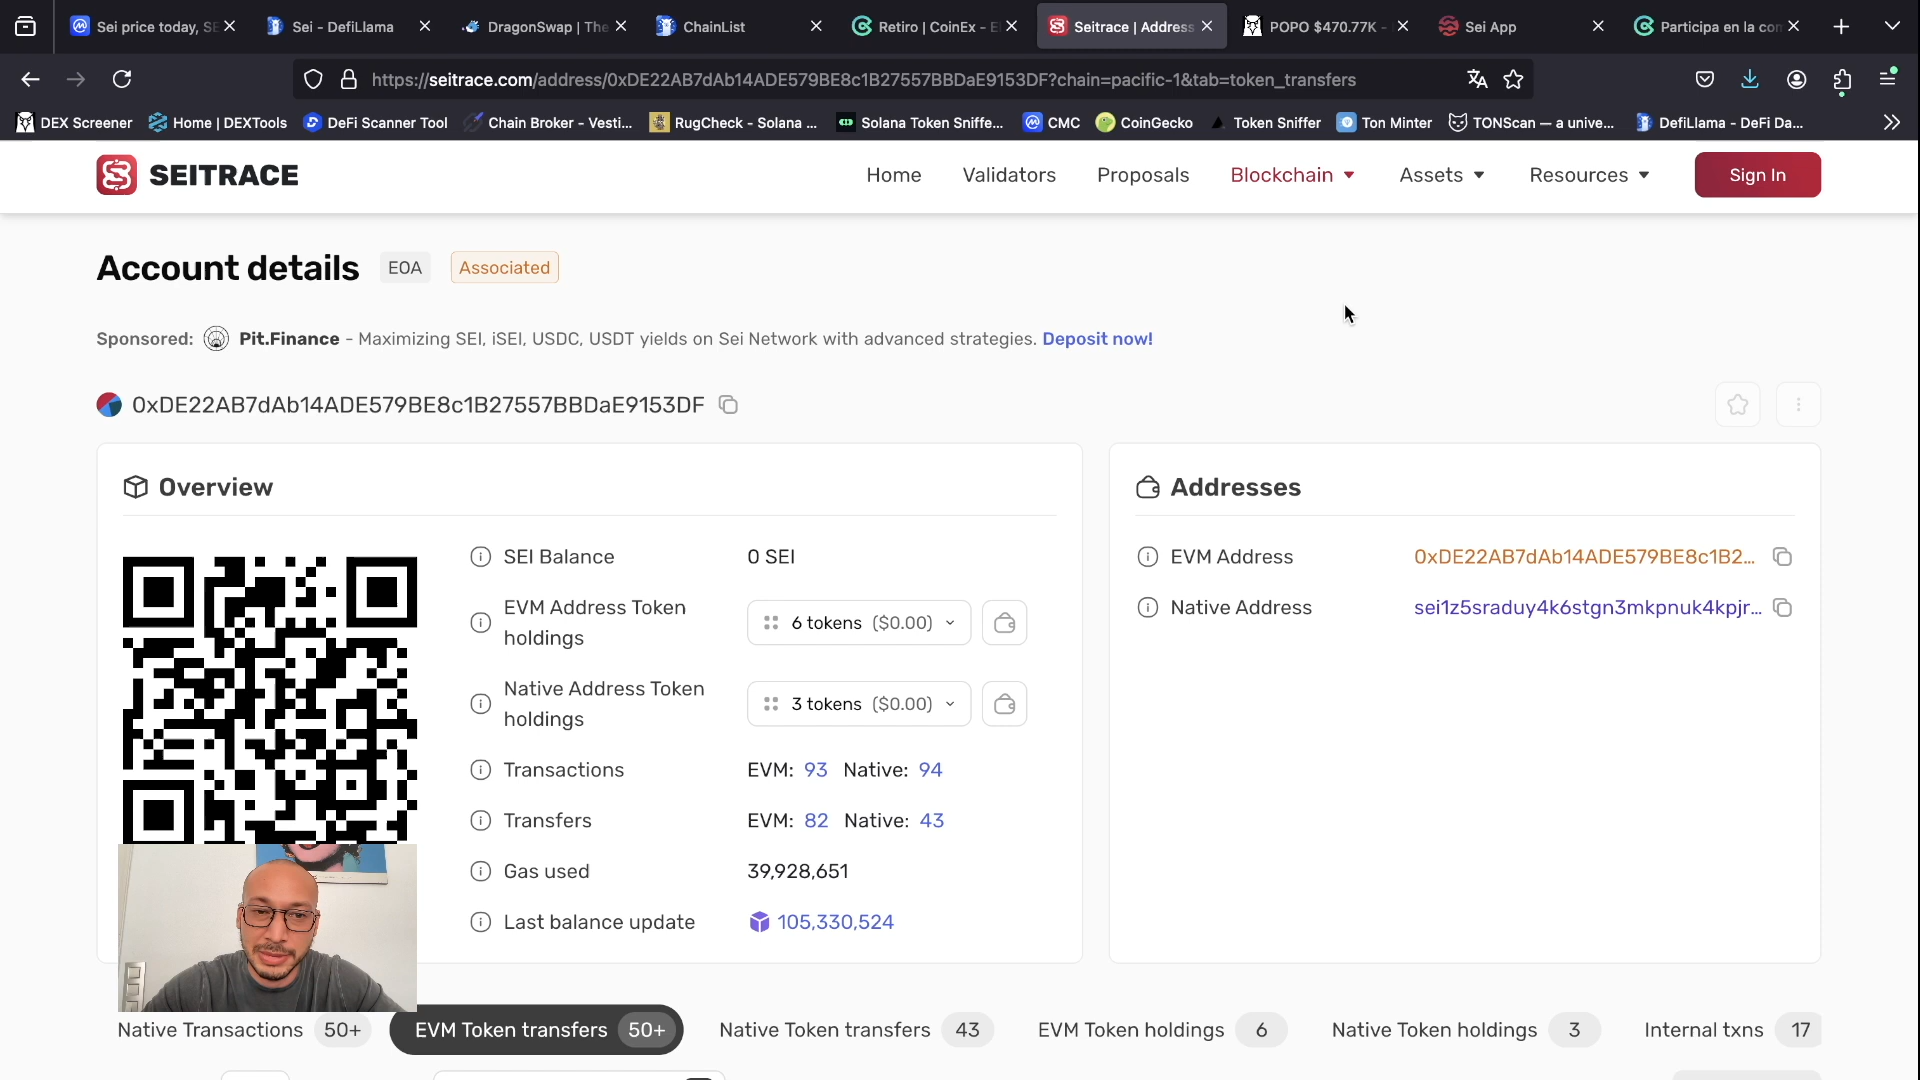 Sei price today, SE
Sei - DefiLlama
DragonSwap | The
ChainList
Retiro | CoinEx - E
Seitrace | Address
POPO $470.77K -
Sei App
Participa en la con
https://seitrace.com/address/0xDE22AB7dAb14ADE579BE8c1B27557BBDaE9153DF?chain=pacific-1&tab=token_transfers
DEX Screener
Home | DEXTools
DeFi Scanner Tool
Chain Broker - Vesti...
RugCheck - Solana ...
Solana Token Sniffe...
CMC
CoinGecko
Token Sniffer
Ton Minter
TONScan — a unive...
DefiLlama - DeFi Da...
SEITRACE
Home
Validators
Proposals
Blockchain
Assets
Resources
Sign In
Account details
EOA
Associated
Sponsored: Pit.Finance - Maximizing SEI, iSEI, USDC, USDT yields on Sei Network with advanced strategies. Deposit now!
0xDE22AB7dAb14ADE579BE8c1B27557BBDaE9153DF
Overview
SEI Balance 0 SEI
EVM Address Token
holdings
6 tokens ($0.00)
Native Address Token
holdings
3 tokens ($0.00)
Transactions EVM: 93 Native: 94
Transfers EVM: 82 Native: 43
Gas used 39,928,651
Last balance update 105,330,524
Addresses
EVM Address 0xDE22AB7dAb14ADE579BE8c1B2...
Native Address sei1z5sraduy4k6stgn3mkpnuk4kpjr...
Native Transactions 50+
EVM Token transfers 50+
Native Token transfers 43
EVM Token holdings 6
Native Token holdings 3
Internal txns 17